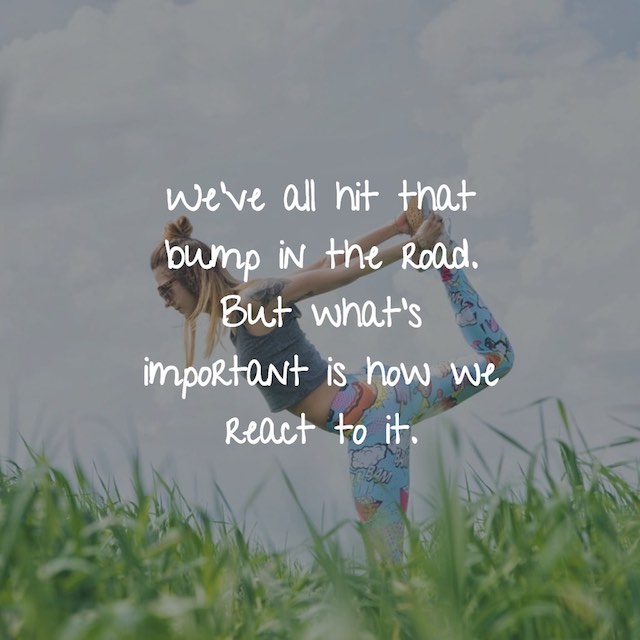 We've all hit that
bump in the road.
But what's
important is how we
react to it.